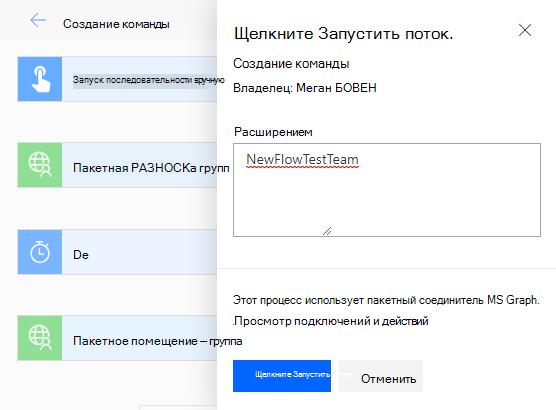 Создание команды
Запуск последовательности вручную
Пакетная РАЗНОСКа групп
De
Пакетное помещение – группа
Щелкните Запустить поток.
Создание команды
Владелец: Меган БОВЕН
Расширением
NewFlowTestTeam
Этот процесс использует пакетный соединитель MS Graph.
.Просмотр подключений и действий
Щелкните Запустить
Отменить